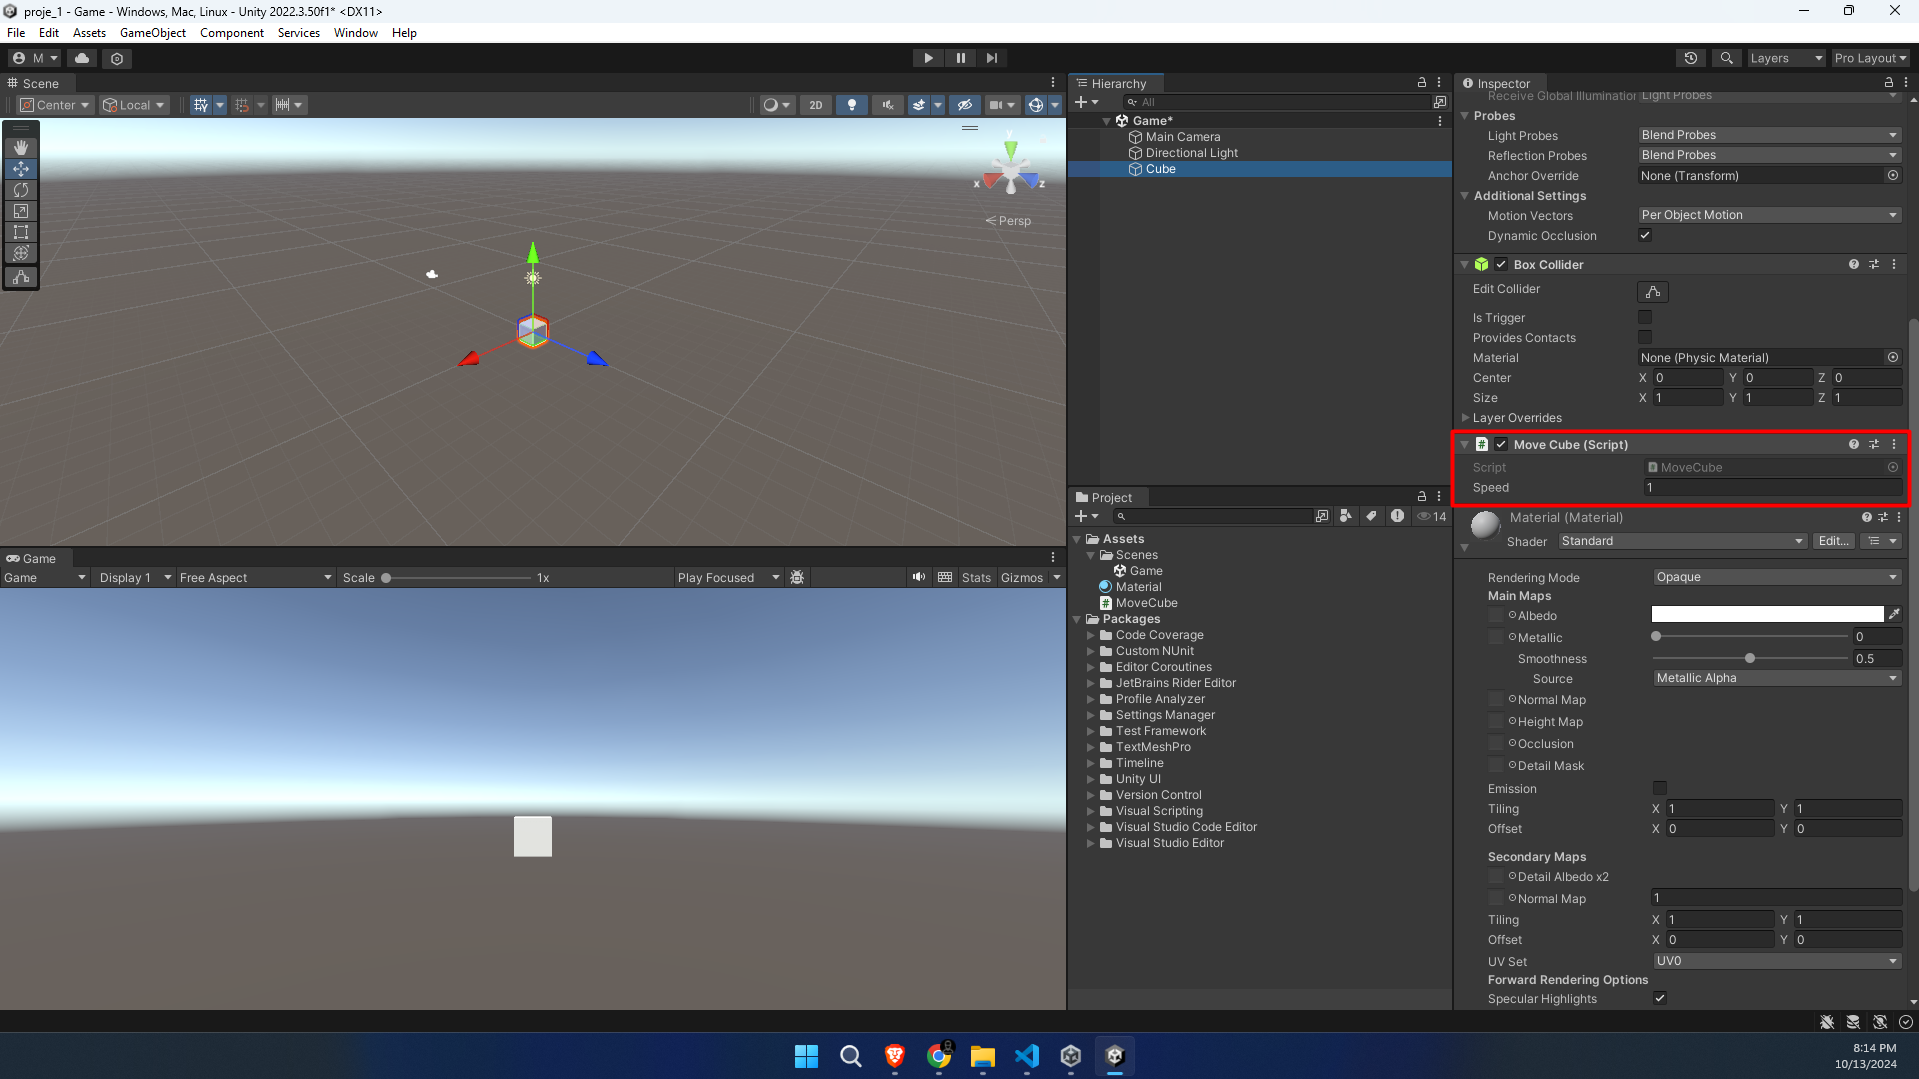 proje_1 - Game - Windows, Mac, Linux - Unity 2022.3.50f1* <DX11>
File Edit Assets GameObject Component Services Window Help
M
Layers
Pro Layout
Scene
Center
Local
2D
y
x
z
Persp
Hierarchy
All
Game*
Main Camera
Directional Light
Cube
Game
Game
Display 1
Free Aspect
Scale
1x
Play Focused
Stats
Gizmos
Project
14
Assets
Scenes
Game
Material
MoveCube
Packages
Code Coverage
Custom NUnit
Editor Coroutines
JetBrains Rider Editor
Profile Analyzer
Settings Manager
Test Framework
TextMeshPro
Timeline
Unity UI
Version Control
Visual Scripting
Visual Studio Code Editor
Visual Studio Editor
Inspector
Receive Global Illumination Light Probes
Probes
Light Probes Blend Probes
Reflection Probes Blend Probes
Anchor Override None (Transform)
Additional Settings
Motion Vectors Per Object Motion
Dynamic Occlusion
Box Collider
Edit Collider
Is Trigger
Provides Contacts
Material None (Physic Material)
Center X 0 Y 0 Z 0
Size X 1 Y 1 Z 1
Layer Overrides
# Move Cube (Script)
Script MoveCube
Speed 1
Material (Material)
Shader Standard Edit...
Rendering Mode Opaque
Main Maps
Albedo
Metallic 0
Smoothness 0.5
Source Metallic Alpha
Normal Map
Height Map
Occlusion
Detail Mask
Emission
Tiling X 1 Y 1
Offset X 0 Y 0
Secondary Maps
Detail Albedo x2
Normal Map 1
Tiling X 1 Y 1
Offset X 0 Y 0
UV Set UV0
Forward Rendering Options
Specular Highlights
8:14 PM
10/13/2024